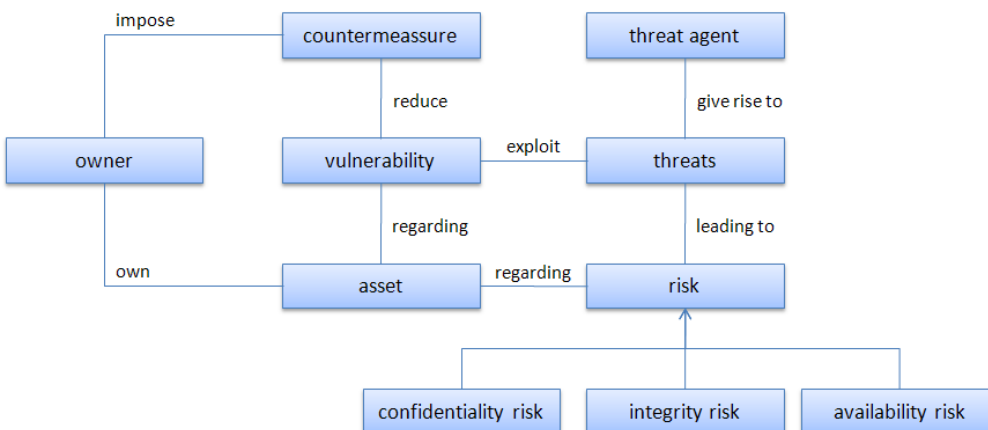 impose
countermeassure
threat agent
reduce
give rise to
owner
vulnerability
exploit
threats
regarding
leading to
own
asset
regarding
risk
confidentiality risk
integrity risk
availability risk